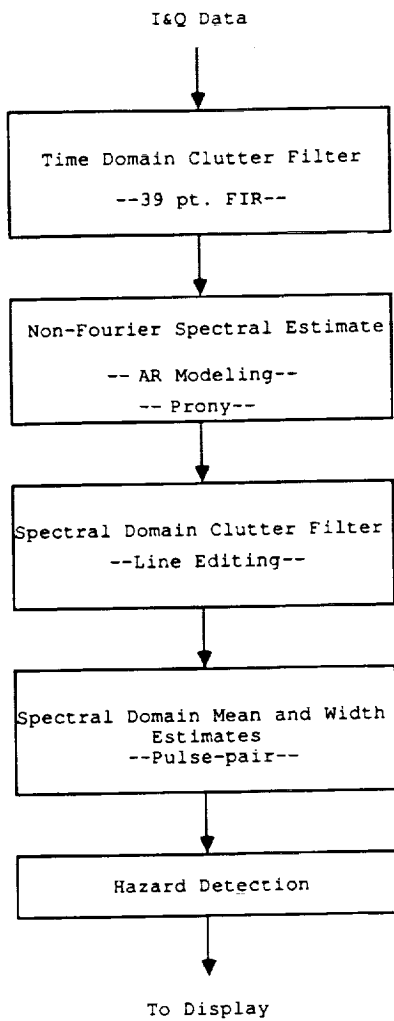 I&Q Data
Time Domain Clutter Filter
--39 pt. FIR--
Non-Fourier Spectral Estimate
-- AR Modeling--
-- Prony--
Spectral Domain Clutter Filter
--Line Editing--
Spectral Domain Mean and Width
Estimates
--Pulse-pair--
Hazard Detection
To Display